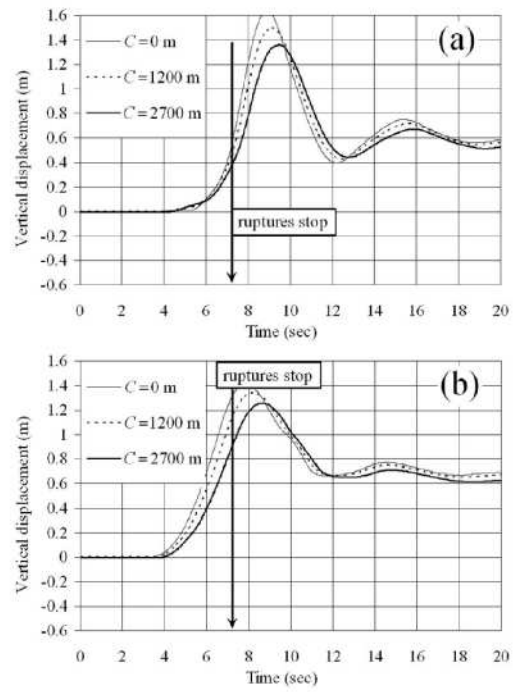 (a)
C=0 m
C=1200 m
C=2700 m
ruptures stop
Vertical displacement (m)
1.6
1.4
1.2
1
0.8
0.6
0.4
0.2
0
-0.2
-0.4
-0.6
0 2 4 6 8 10 12 14 16 18 20
Time (sec)
(b)
ruptures stop
C=0 m
C=1200 m
C=2700 m
Vertical displacement (m)
1.6
1.4
1.2
1
0.8
0.6
0.4
0.2
0
-0.2
-0.4
-0.6
0 2 4 6 8 10 12 14 16 18 20
Time (sec)